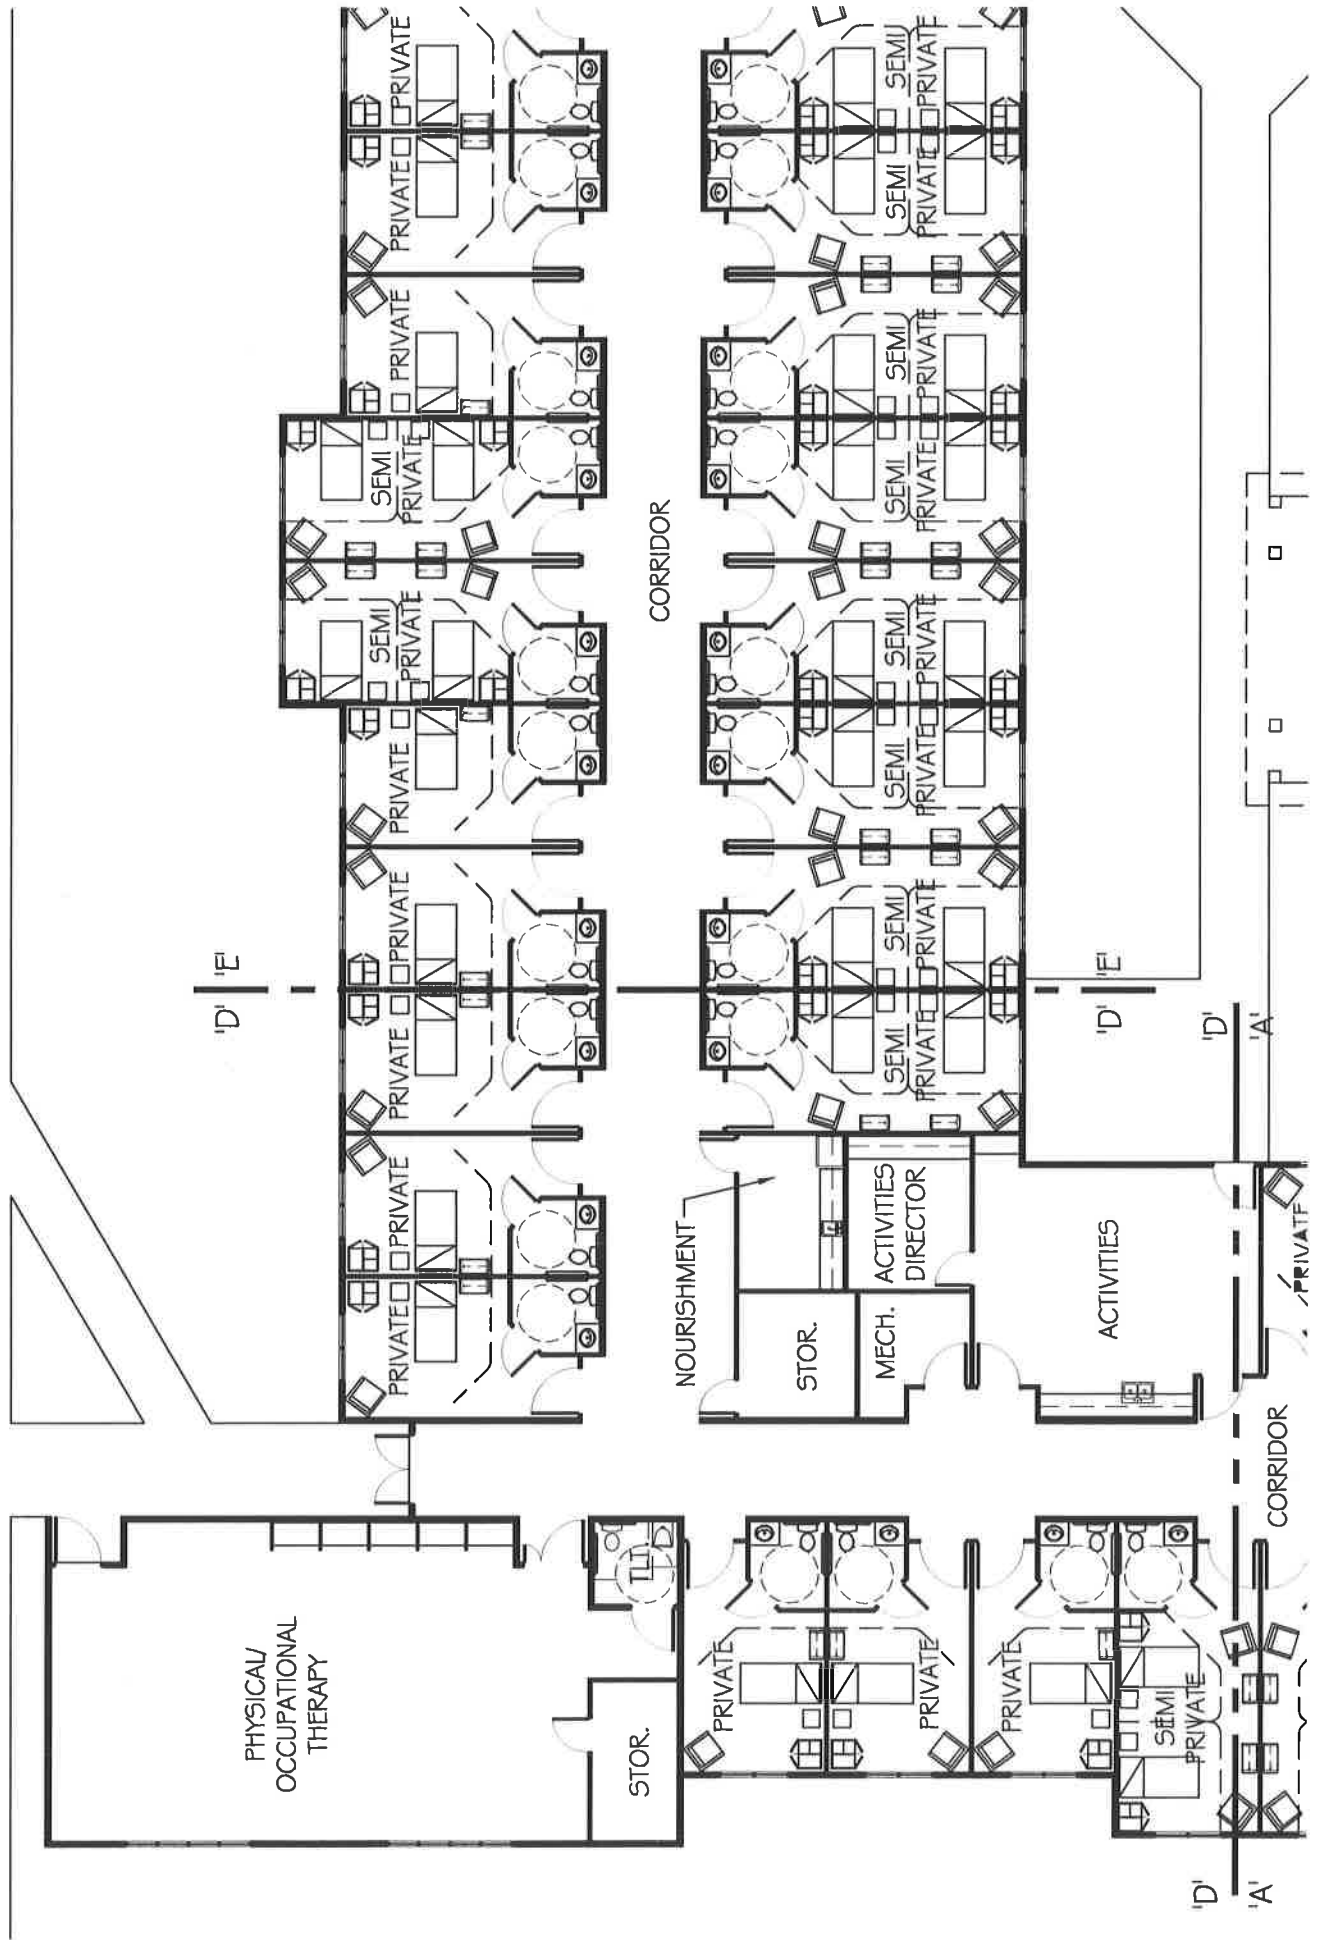 'D' 'E'
PHYSICAL/
OCCUPATIONAL
THERAPY
PRIVATE
PRIVATE
PRIVATE
PRIVATE
PRIVATE
SEMI
PRIVATE
SEMI
PRIVATE
PRIVATE
PRIVATE
PRIVATE
STOR.
TLT
CORRIDOR
NOURISHMENT
PRIVATE
STOR.
MECH.
ACTIVITIES
DIRECTOR
SEMI
PRIVATE
SEMI
PRIVATE
SEMI
PRIVATE
SEMI
PRIVATE
SEMI
PRIVATE
SEMI
PRIVATE
SEMI
PRIVATE
SEMI
PRIVATE
PRIVATE
PRIVATE
ACTIVITIES
'D' 'E'
SEMI
PRIVATE
'D'
'A'
'D'
'A'
CORRIDOR
PRIVATE